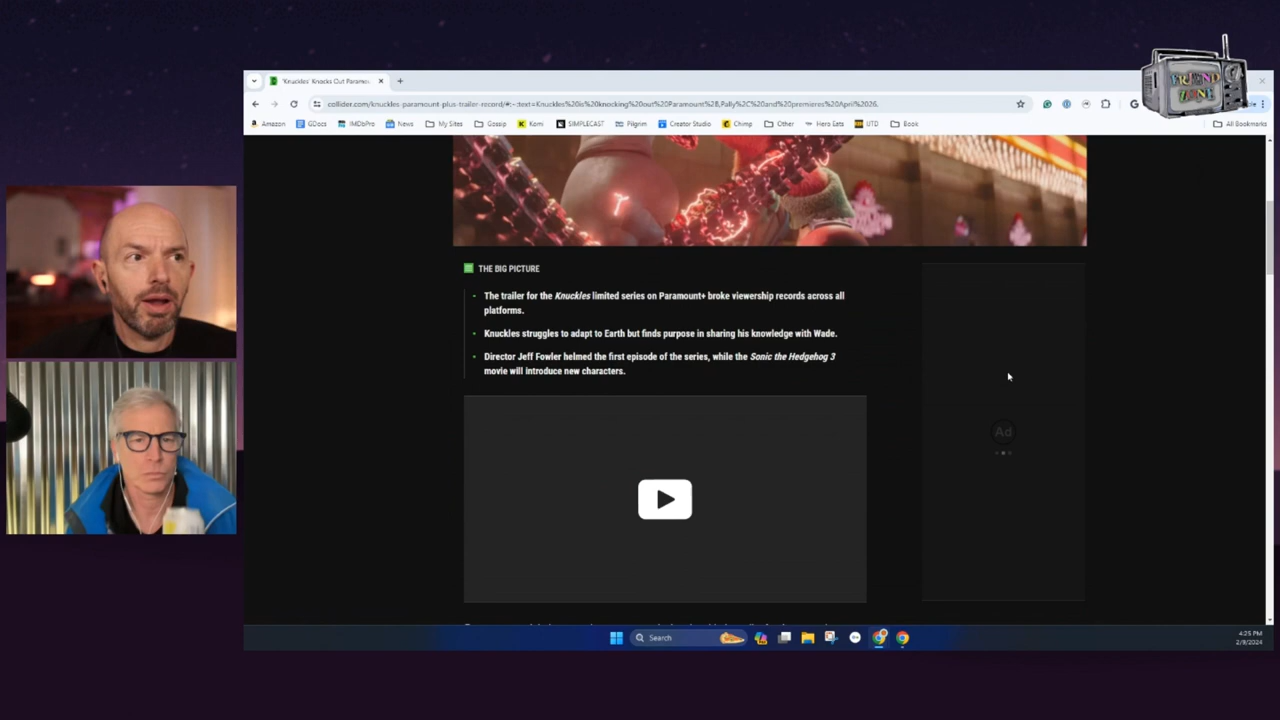 FRIEND
ZONE
'Knuckles' Knocks Out Paramo
collider.com/knuckles-paramount-plus-trailer-record/#:~:text=Knuckles%20is%20knocking%20out%20Paramount%2B,Pally%2C%20and%20premieres%20April%2026.
Amazon GDocs IMDbPro News My Sites Gossip Komi SIMPLECAST Pilgrim Creator Studio Chimp Other Hero Eats UTD Book All Bookmarks
THE BIG PICTURE
The trailer for the Knuckles limited series on Paramount+ broke viewership records across all
platforms.
Knuckles struggles to adapt to Earth but finds purpose in sharing his knowledge with Wade.
Director Jeff Fowler helmed the first episode of the series, while the Sonic the Hedgehog 3
movie will introduce new characters.
Ad
Search
4:25 PM
2/9/2024